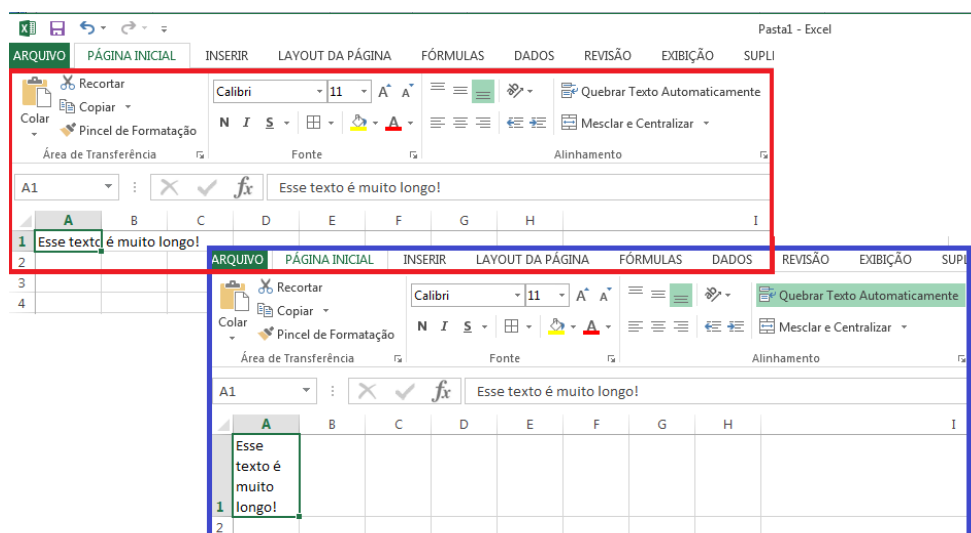 Pasta1 - Excel
ARQUIVO PÁGINA INICIAL INSERIR LAYOUT DA PÁGINA FÓRMULAS DADOS REVISÃO EXIBIÇÃO SUPLI
Recortar
Copiar
Colar
Pincel de Formatação
Calibri 11 A A
Quebrar Texto Automaticamente
N I S A
Mesclar e Centralizar
Área de Transferência Fonte Alinhamento
A1 fx Esse texto é muito longo!
A B C D E F G H I
1 Esse texto é muito longo!
2
3
4
ARQUIVO PÁGINA INICIAL INSERIR LAYOUT DA PÁGINA FÓRMULAS DADOS REVISÃO EXIBIÇÃO SUPL
Recortar
Copiar
Colar
Pincel de Formatação
Calibri 11 A A
Quebrar Texto Automaticamente
N I S A
Mesclar e Centralizar
Área de Transferência Fonte Alinhamento
A1 fx Esse texto é muito longo!
A B C D E F G H I
Esse
texto é
muito
1 longo!
2